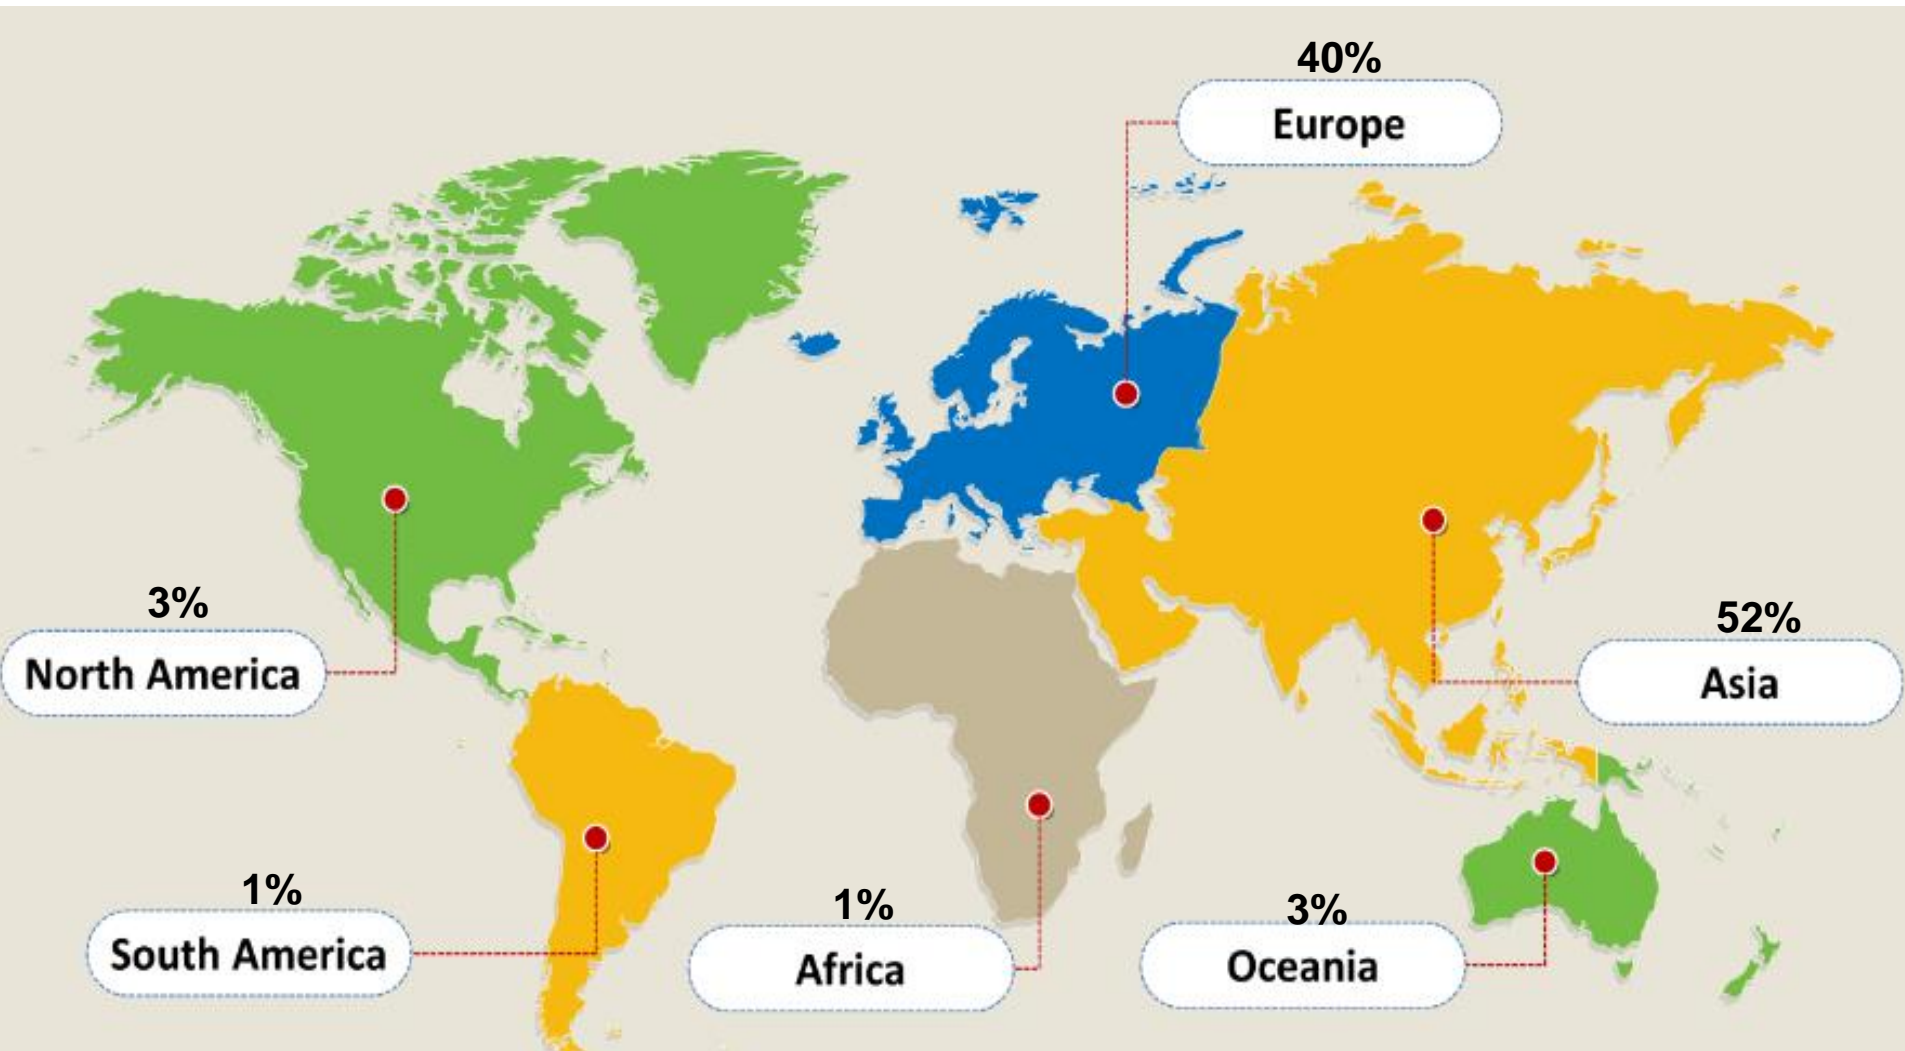 40%
Europe
3%
North America
52%
Asia
1%
South America
1%
Africa
3%
Oceania